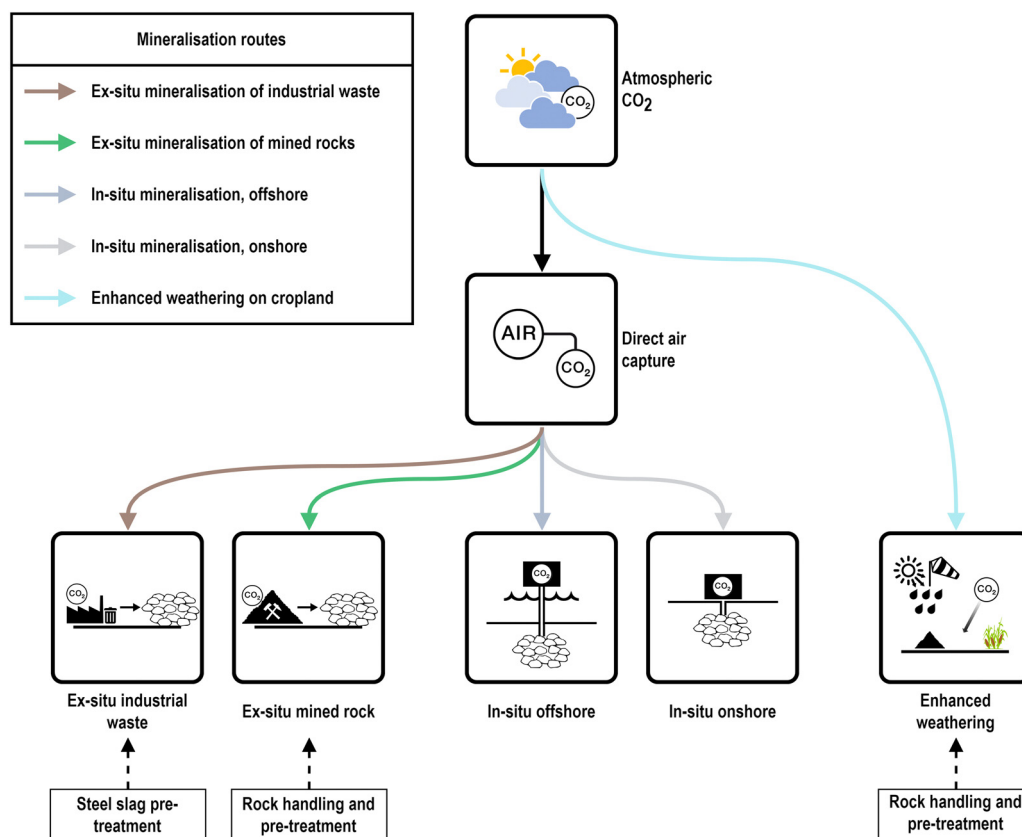 Mineralisation routes
Ex-situ mineralisation of industrial waste
Ex-situ mineralisation of mined rocks
In-situ mineralisation, offshore
In-situ mineralisation, onshore
Enhanced weathering on cropland
CO₂
Atmospheric
CO₂
AIR
CO₂
Direct air
capture
CO₂
CO₂
CO₂
CO₂
CO₂
Ex-situ industrial
waste
Ex-situ mined rock
In-situ offshore
In-situ onshore
Enhanced
weathering
Steel slag pre-
treatment
Rock handling and
pre-treatment
Rock handling and
pre-treatment